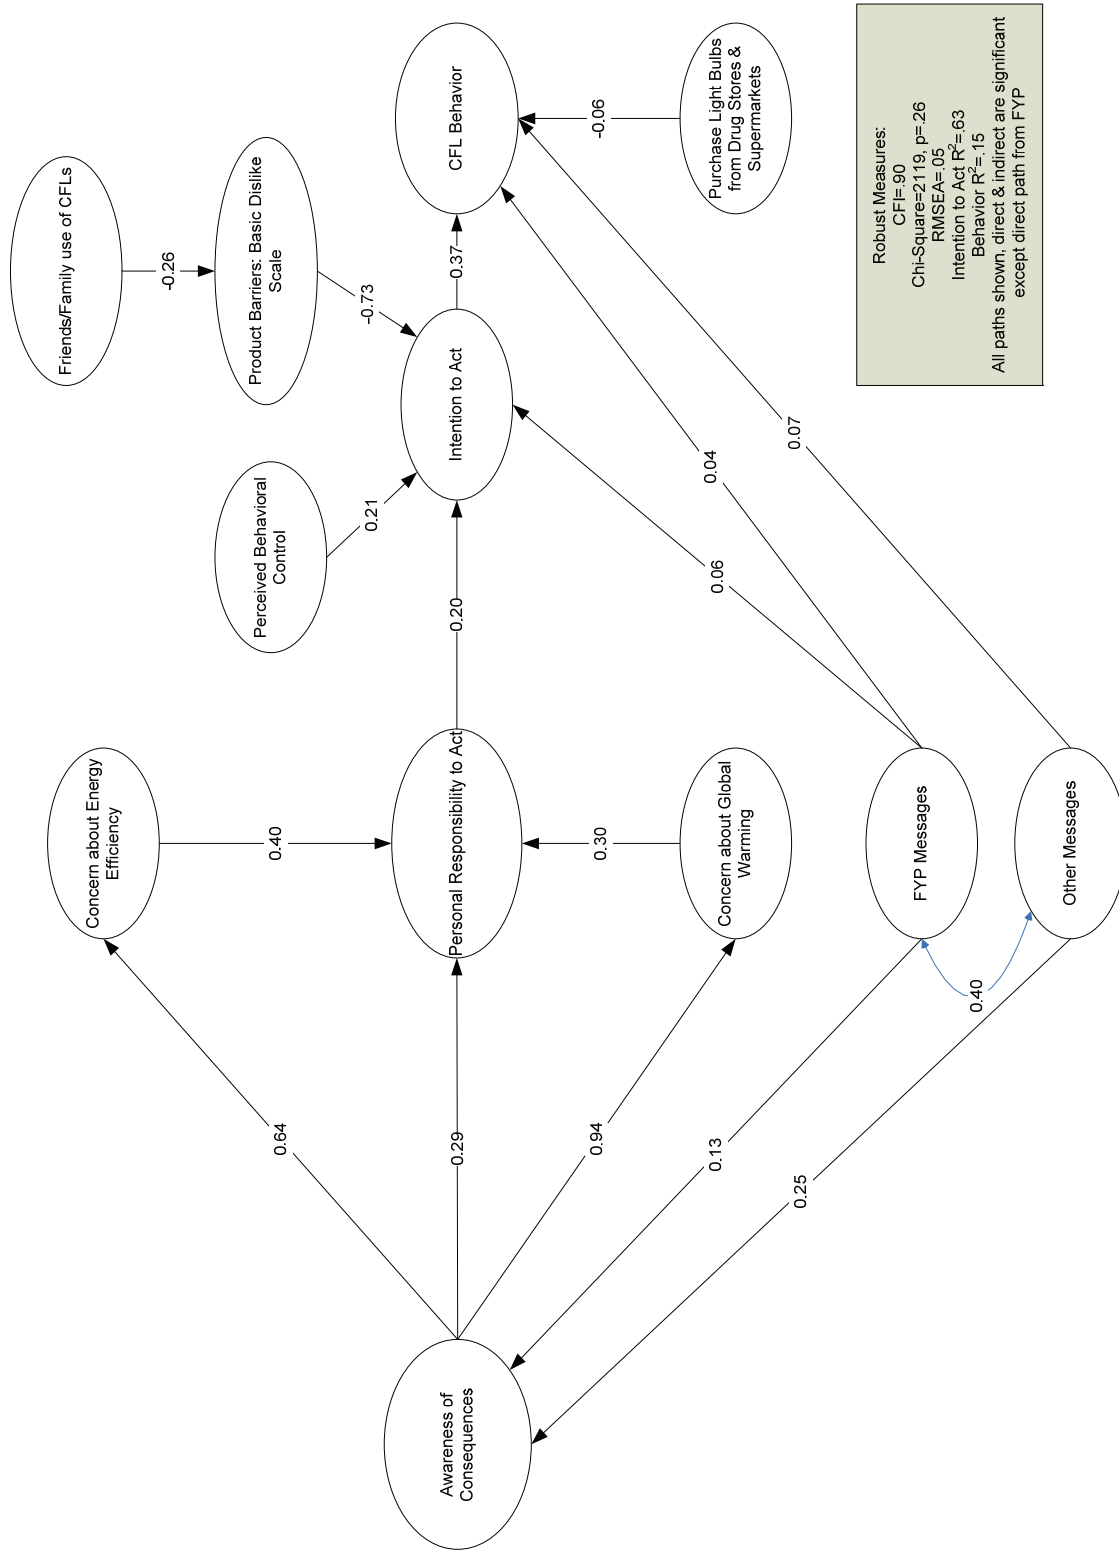 Friends/Family use of CFLs
-0.26
Product Barriers: Basic Dislike
Scale
-0.73
Concern about Energy
Efficiency
Perceived Behavioral
Control
0.64
0.40
0.21
Awareness of
Consequences
0.29
Personal Responsibility to Act
0.20
Intention to Act
0.37
CFL Behavior
0.94
0.30
-0.06
Concern about Global
Warming
Purchase Light Bulbs
from Drug Stores &
Supermarkets
0.13
0.06
0.04
0.25
0.07
FYP Messages
0.40
Other Messages
Robust Measures:
CFI=.90
Chi-Square=2119, p=.26
RMSEA=.05
Intention to Act R²=.63
Behavior R²=.15
All paths shown, direct & indirect are significant
except direct path from FYP